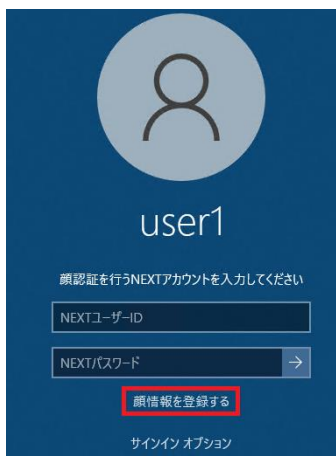 user1
顔認証を行うNEXTアカウントを入力してください
NEXTユーザーID
NEXTパスワード
顔情報を登録する
サインイン オプション